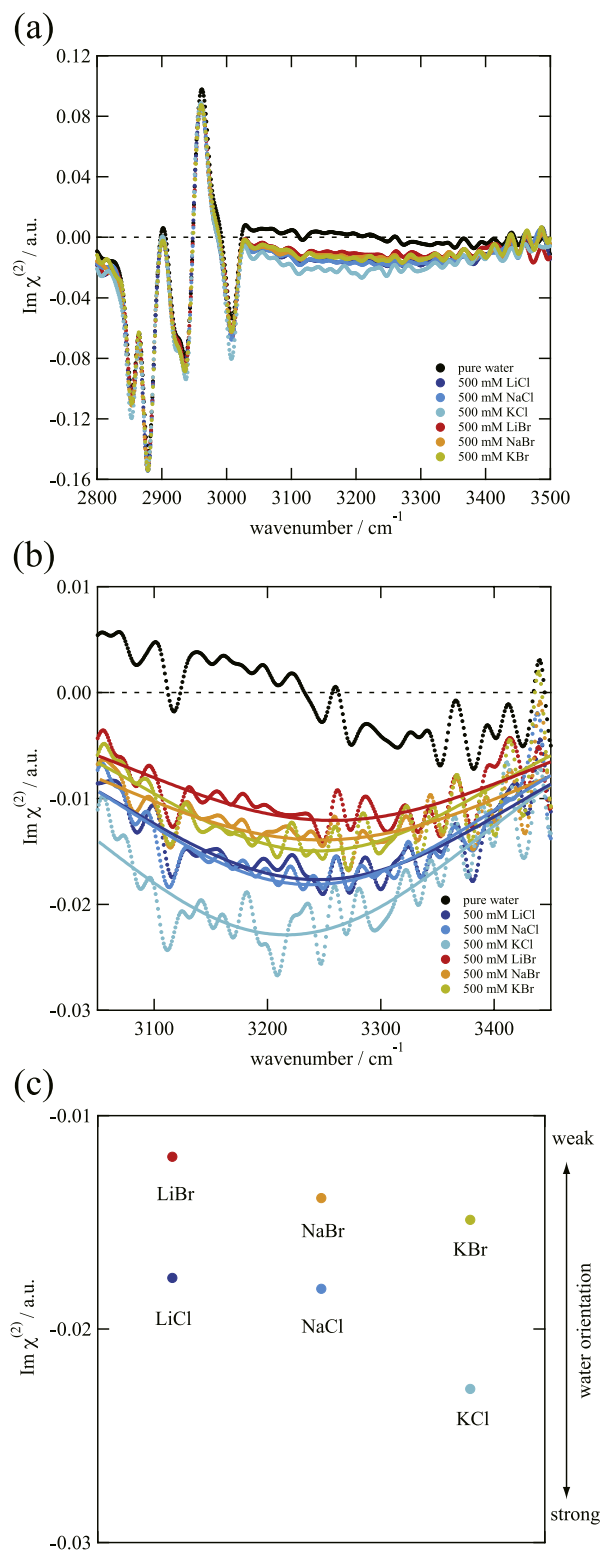 (a)
0.12
0.08
0.04
0.00
-0.04
-0.08
-0.12
-0.16
Im χ(2) / a.u.
pure water
500 mM LiCl
500 mM NaCl
500 mM KCl
500 mM LiBr
500 mM NaBr
500 mM KBr
2800 2900 3000 3100 3200 3300 3400 3500
wavenumber / cm-1
(b)
0.01
0.00
-0.01
-0.02
-0.03
Im χ(2) / a.u.
pure water
500 mM LiCl
500 mM NaCl
500 mM KCl
500 mM LiBr
500 mM NaBr
500 mM KBr
3100 3200 3300 3400
wavenumber / cm-1
(c)
-0.01
-0.02
-0.03
Im χ(2) / a.u.
LiBr
NaBr
KBr
LiCl
NaCl
KCl
weak
water orientation
strong